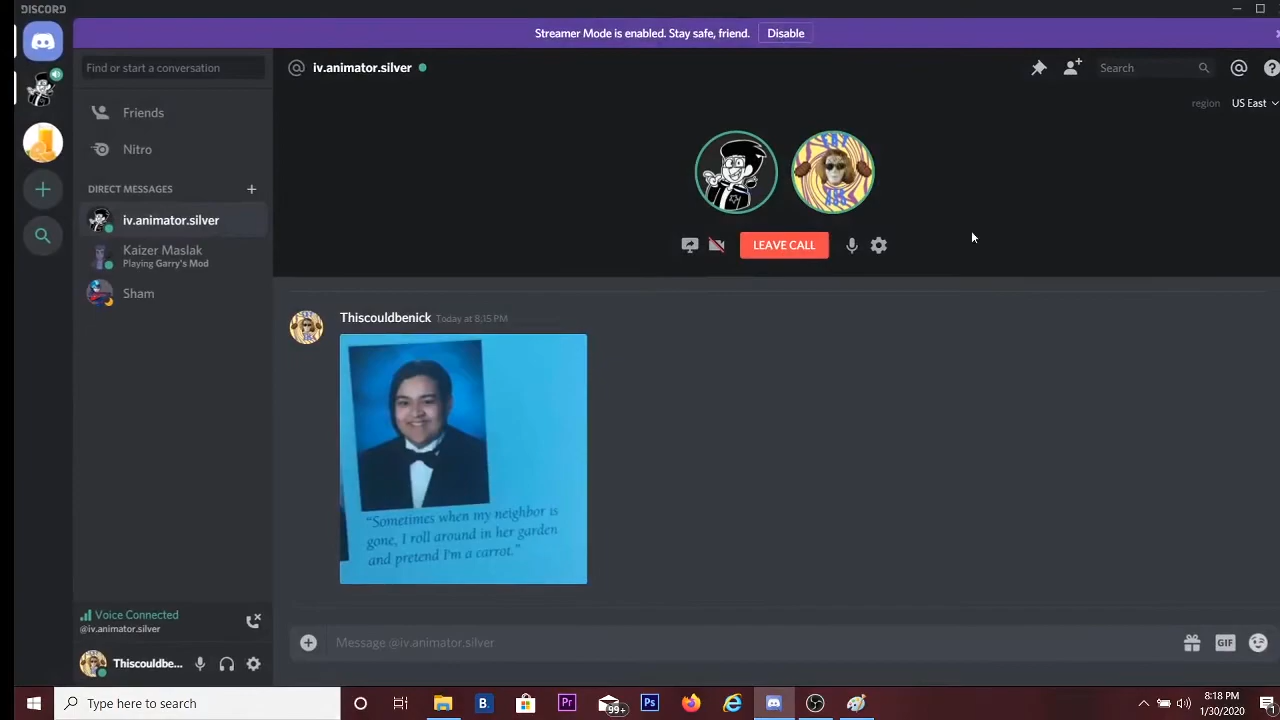 DISCORD
Streamer Mode is enabled. Stay safe, friend. Disable
Find or start a conversation
@ iv.animator.silver
Search
region US East
Friends
Nitro
DIRECT MESSAGES
iv.animator.silver
Kaizer Maslak
Playing Garry's Mod
Sham
LEAVE CALL
Thiscouldbenick Today at 8:15 PM
"Sometimes when my neighbor is
gone, I roll around in her garden
and pretend I'm a carrot."
Voice Connected
@iv.animator.silver
Thiscouldbe...
Message @iv.animator.silver
GIF
Type here to search
B
Pr
99+
Ps
8:18 PM
1/30/2020
1